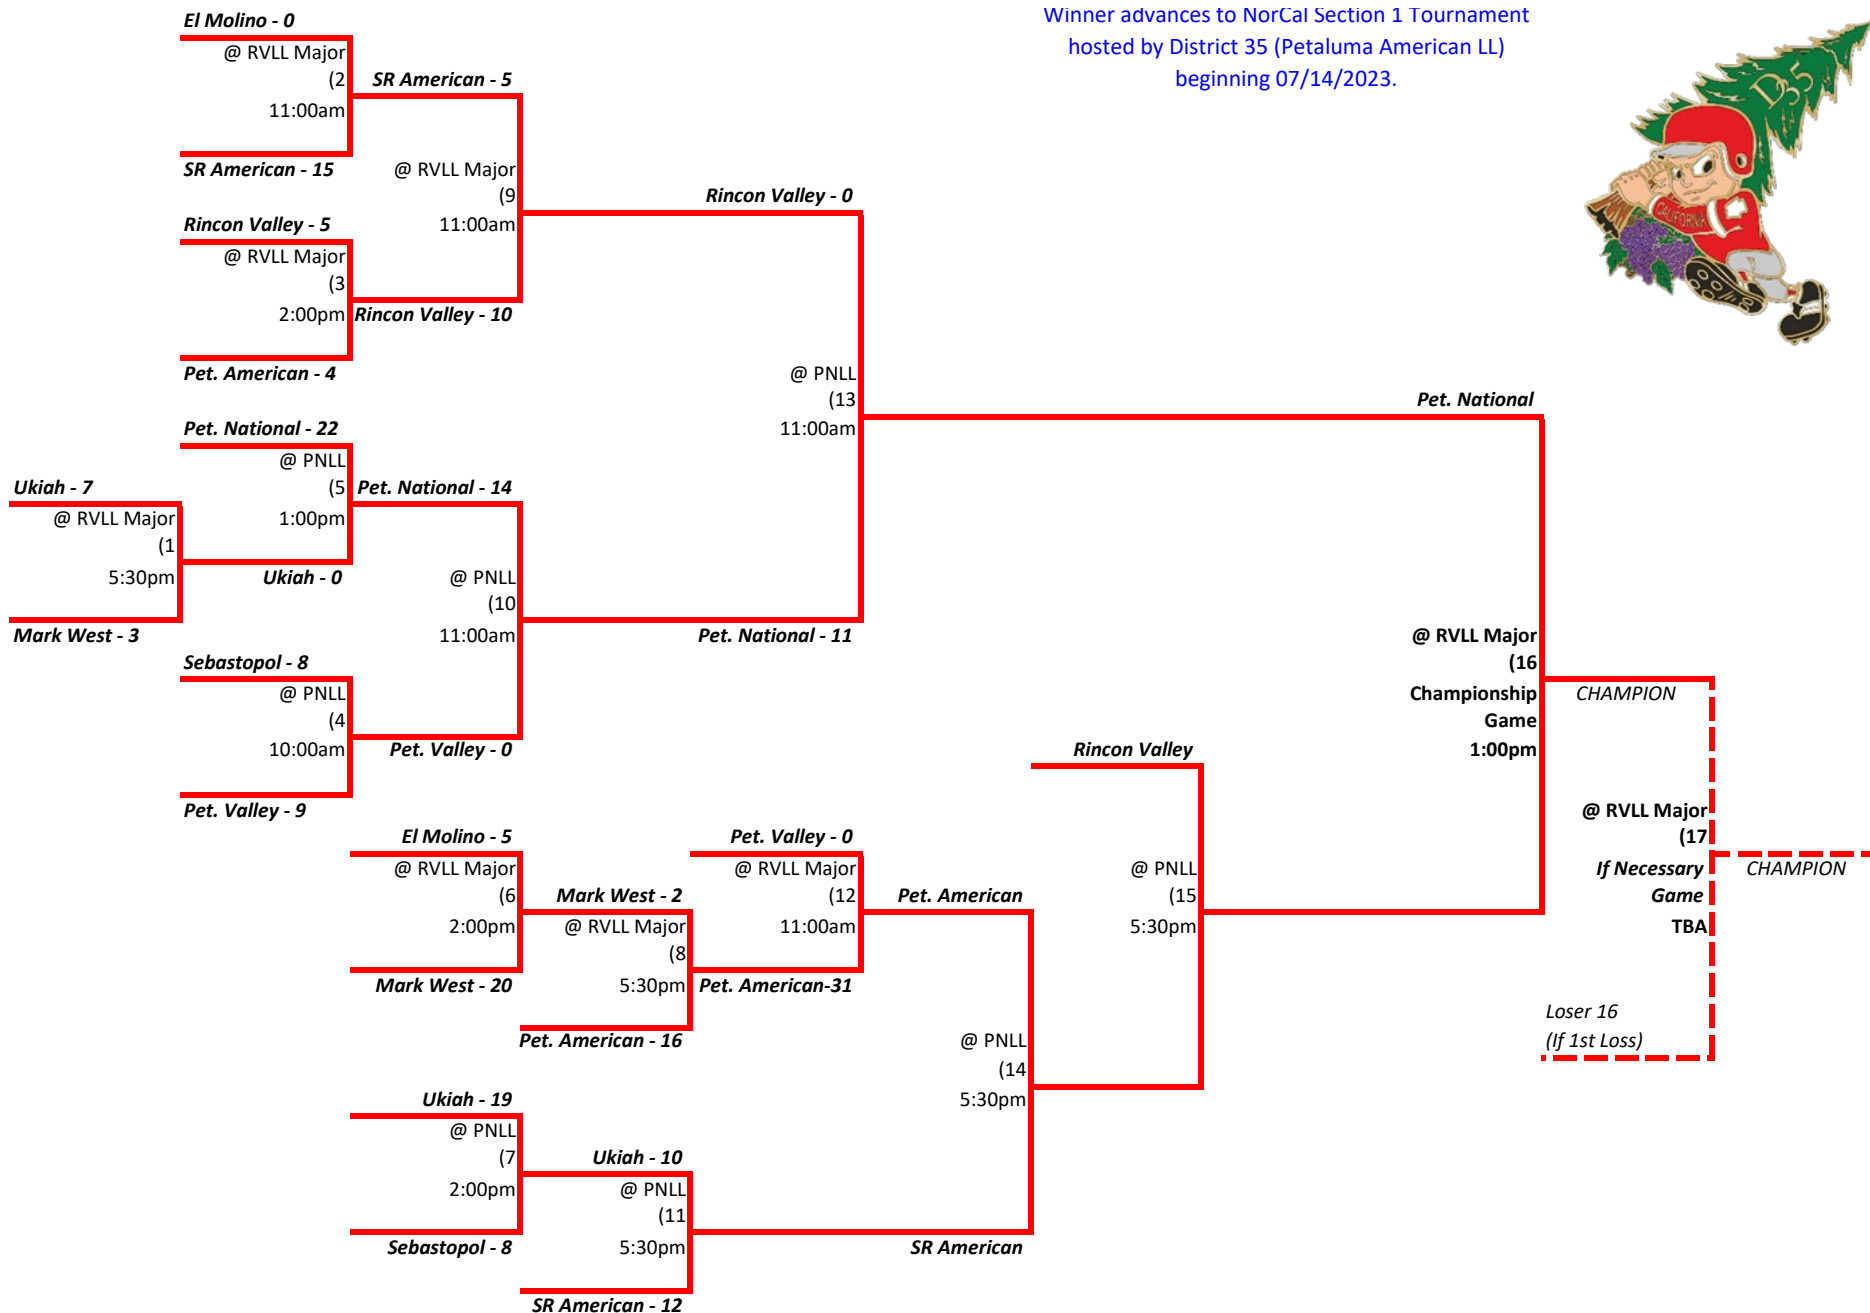 Winner advances to NorCal Section 1 Tournament
hosted by District 35 (Petaluma American LL)
beginning 07/14/2023.
D35
CALIFORNIA
El Molino - 0
@ RVLL Major
(2
11:00am
SR American - 15
SR American - 5
@ RVLL Major
(9
11:00am
Rincon Valley - 5
@ RVLL Major
(3
2:00pm
Pet. American - 4
Rincon Valley - 10
Rincon Valley - 0
@ PNLL
(13
11:00am
Pet. National - 22
@ PNLL
(5
1:00pm
Ukiah - 7
@ RVLL Major
(1
5:30pm
Mark West - 3
Ukiah - 0
Pet. National - 14
@ PNLL
(10
11:00am
Sebastopol - 8
@ PNLL
(4
10:00am
Pet. Valley - 9
Pet. Valley - 0
Pet. National - 11
Pet. National
@ RVLL Major
(16
Championship
Game
1:00pm
CHAMPION
El Molino - 5
@ RVLL Major
(6
2:00pm
Mark West - 20
Mark West - 2
@ RVLL Major
(8
5:30pm
Pet. American - 16
Pet. Valley - 0
@ RVLL Major
(12
11:00am
Pet. American-31
Pet. American
@ PNLL
(14
5:30pm
Rincon Valley
@ PNLL
(15
5:30pm
Ukiah - 19
@ PNLL
(7
2:00pm
Sebastopol - 8
Ukiah - 10
@ PNLL
(11
5:30pm
SR American - 12
SR American
@ RVLL Major
(17
If Necessary
Game
TBA
CHAMPION
Loser 16
(If 1st Loss)